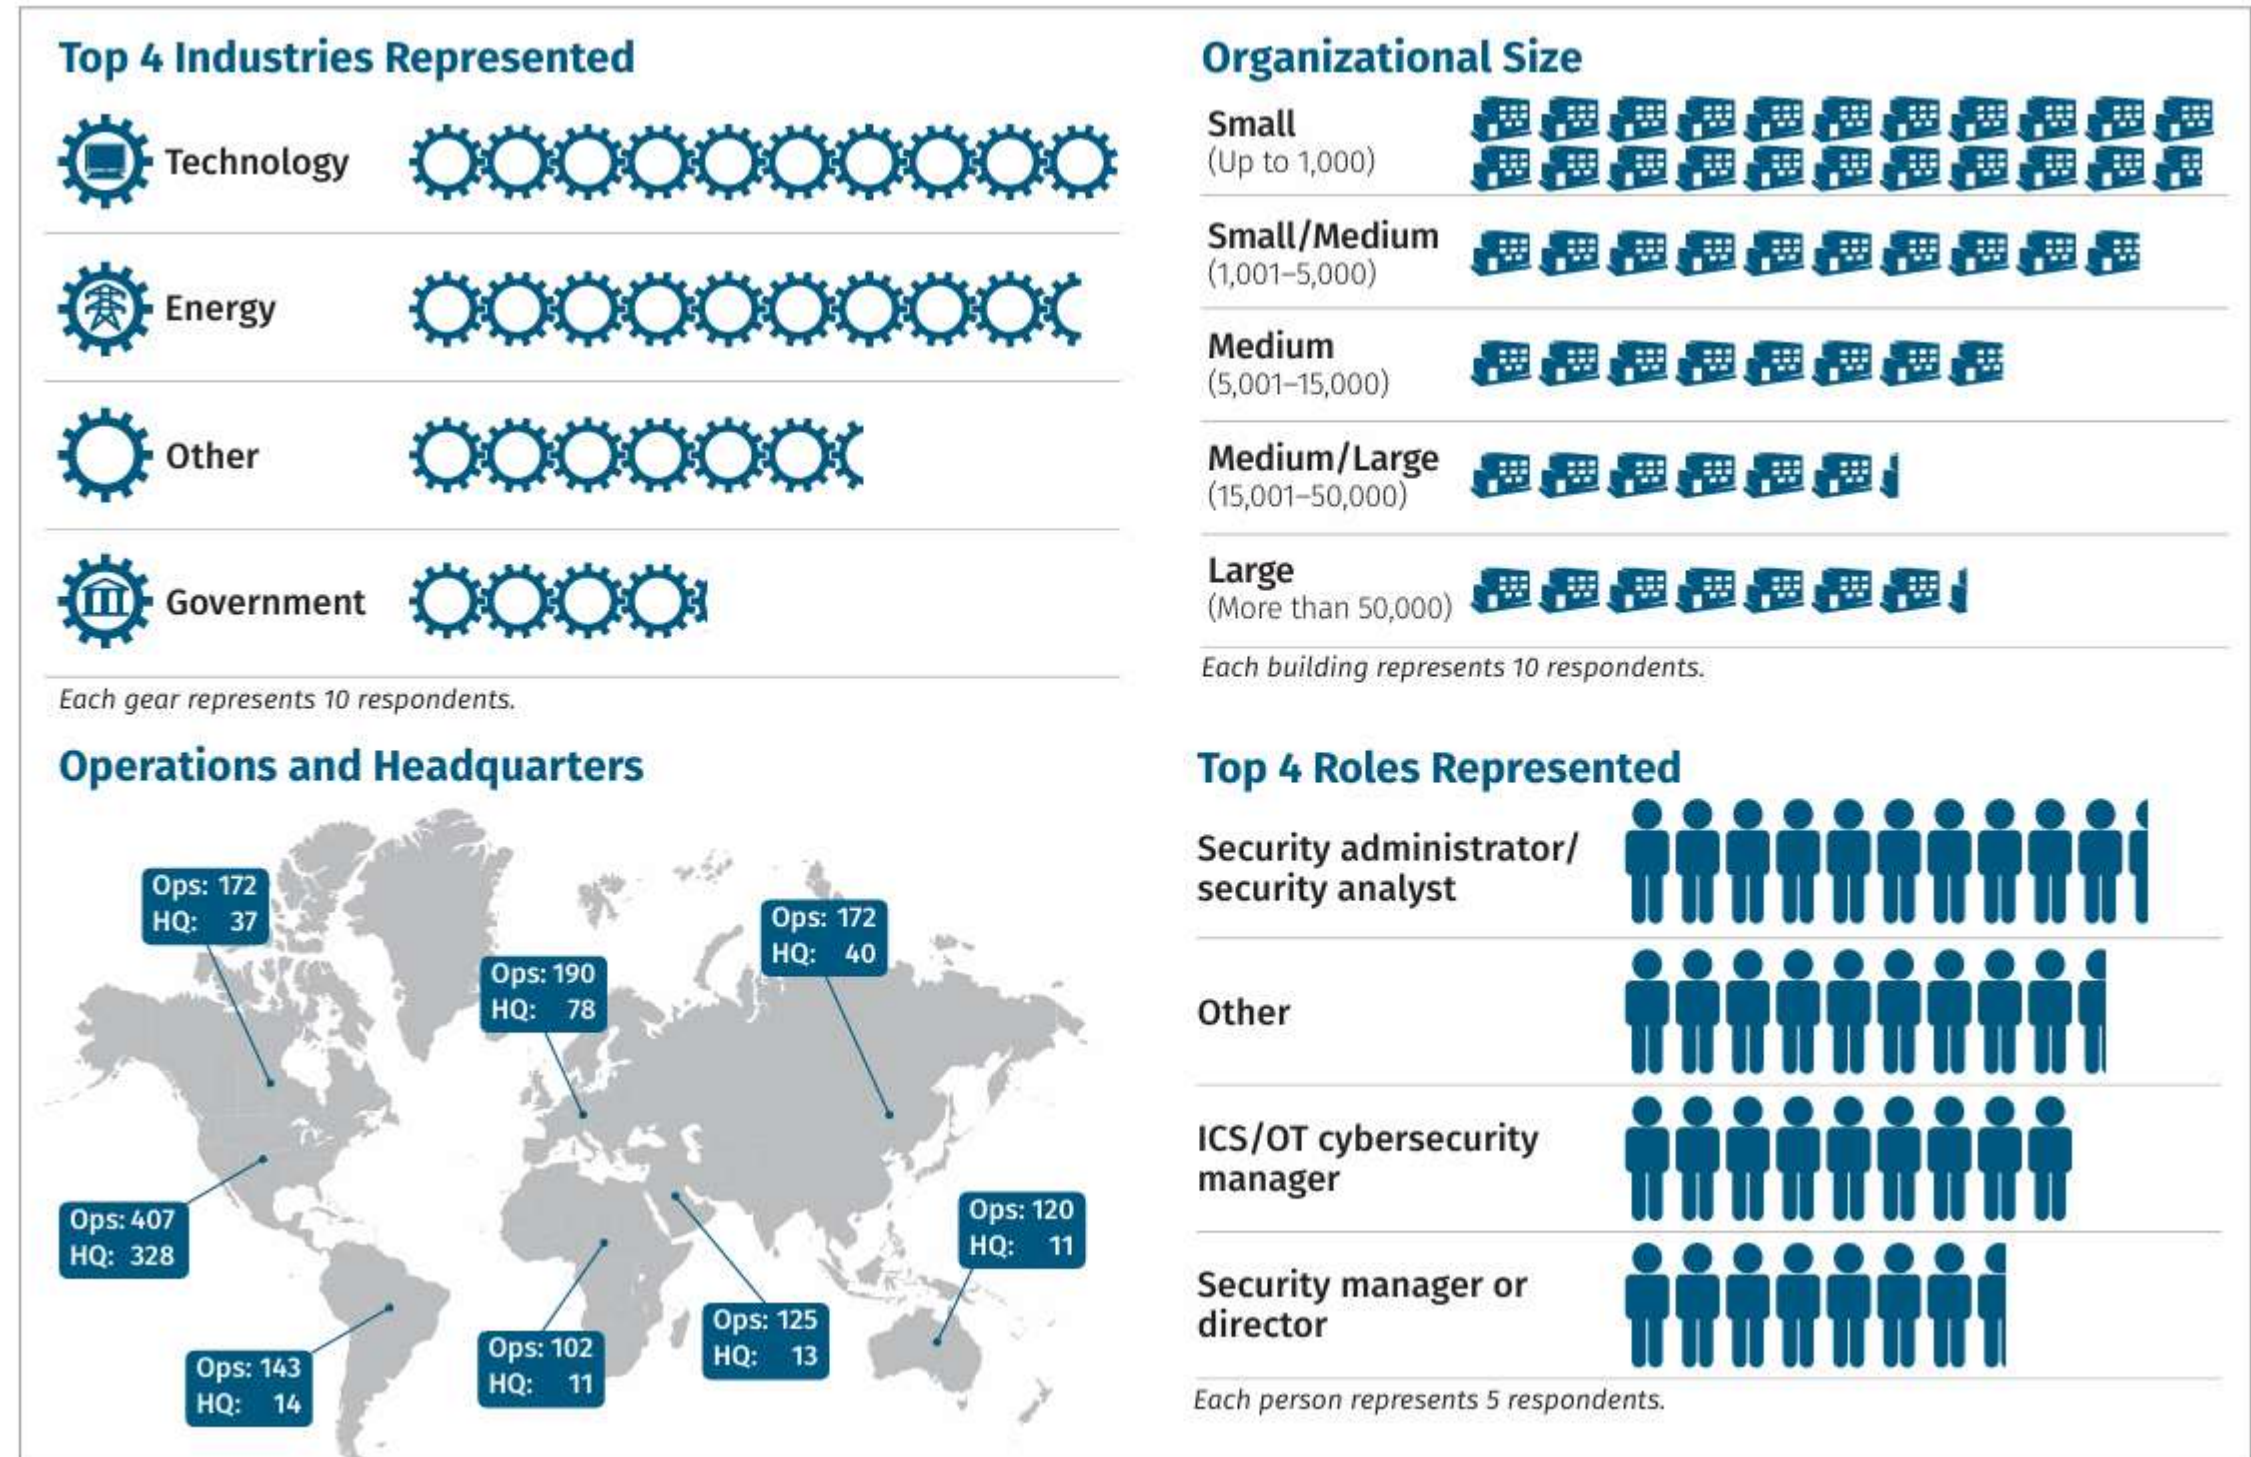 Top 4 Industries Represented
Technology
Energy
Other
Government
Each gear represents 10 respondents.
Organizational Size
Small
(Up to 1,000)
Small/Medium
(1,001–5,000)
Medium
(5,001–15,000)
Medium/Large
(15,001–50,000)
Large
(More than 50,000)
Each building represents 10 respondents.
Operations and Headquarters
Ops: 172
HQ: 37
Ops: 190
HQ: 78
Ops: 172
HQ: 40
Ops: 407
HQ: 328
Ops: 120
HQ: 11
Ops: 125
HQ: 13
Ops: 102
HQ: 11
Ops: 143
HQ: 14
Top 4 Roles Represented
Security administrator/
security analyst
Other
ICS/OT cybersecurity
manager
Security manager or
director
Each person represents 5 respondents.